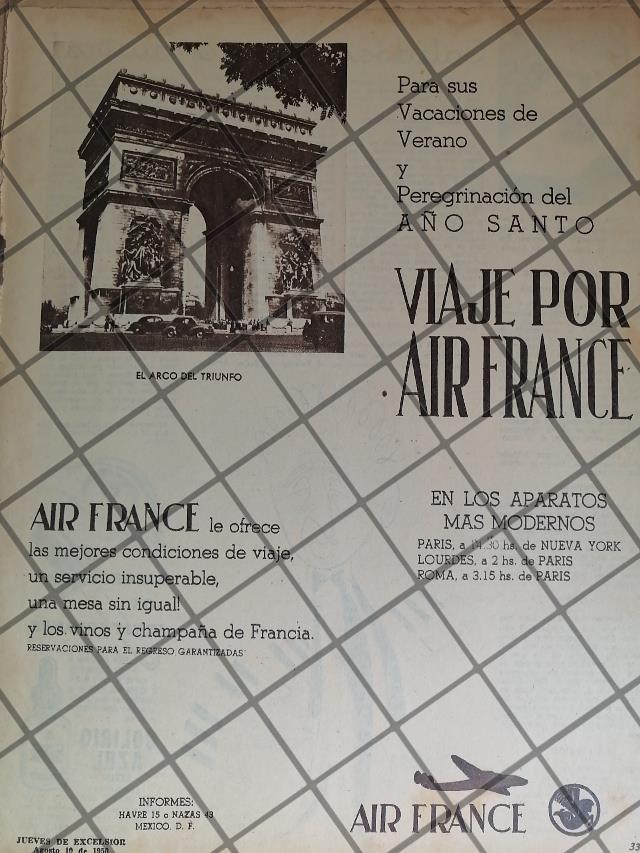 Para sus
Vacaciones de
Verano
y
Peregrinación del
AÑO SANTO
VIAJE POR
AIR FRANCE
EL ARCO DEL TRIUNFO
AIR FRANCE le ofrece
las mejores condiciones de viaje,
un servicio insuperable,
una mesa sin igual!
y los vinos y champaña de Francia.
RESERVACIONES PARA EL REGRESO GARANTIZADAS
EN LOS APARATOS
MAS MODERNOS
PARIS, a 14.30 hs. de NUEVA YORK
LOURDES, a 2 hs. de PARIS
ROMA, a 3.15 hs. de PARIS
INFORMES:
HAVRE 15 o NAZAS 43
MEXICO, D. F.
AIR FRANCE
JUEVES DE EXCELSIOR
Agosto 10 de 1950
33